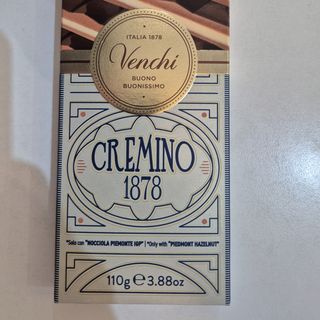 ITALIA 1878
Venchi
BUONO
BUONISSIMO
CREMINO
1878
*Solo con "NOCCIOLA PIEMONTE IGP" | *Only with "PIEDMONT HAZELNUT"
110g e 3.88oz